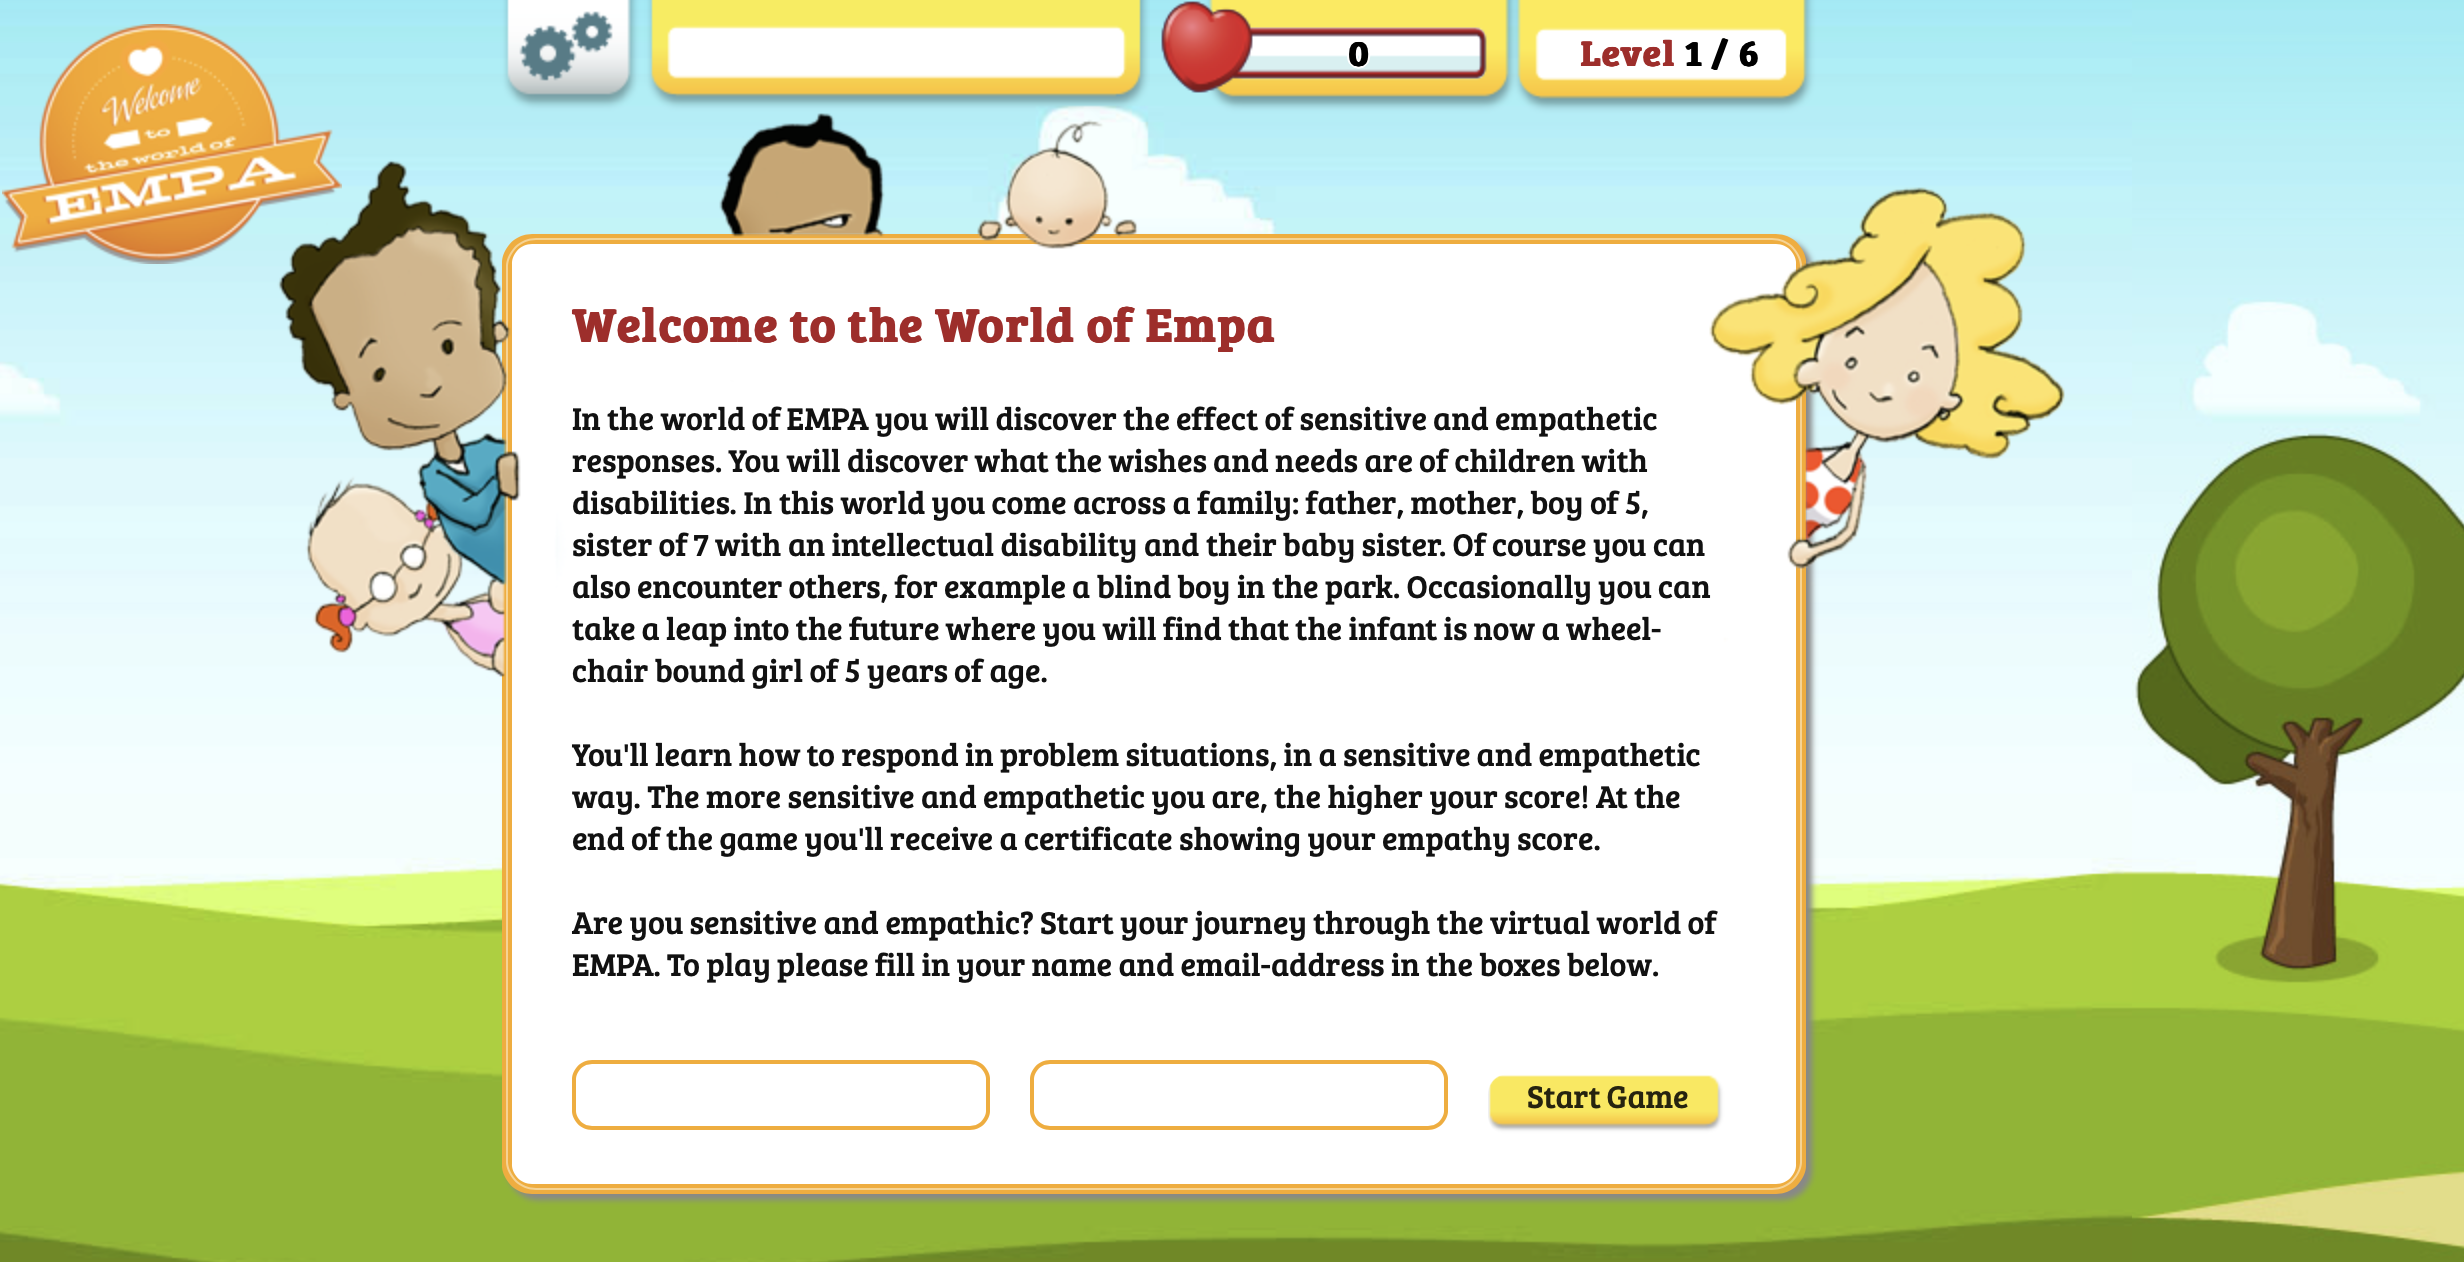 Welcome
to
the world of
EMPA
0
Level 1 / 6
Welcome to the World of Empa
In the world of EMPA you will discover the effect of sensitive and empathetic
responses. You will discover what the wishes and needs are of children with
disabilities. In this world you come across a family: father, mother, boy of 5,
sister of 7 with an intellectual disability and their baby sister. Of course you can
also encounter others, for example a blind boy in the park. Occasionally you can
take a leap into the future where you will find that the infant is now a wheel-
chair bound girl of 5 years of age.
You'll learn how to respond in problem situations, in a sensitive and empathetic
way. The more sensitive and empathetic you are, the higher your score! At the
end of the game you'll receive a certificate showing your empathy score.
Are you sensitive and empathic? Start your journey through the virtual world of
EMPA. To play please fill in your name and email-address in the boxes below.
Start Game